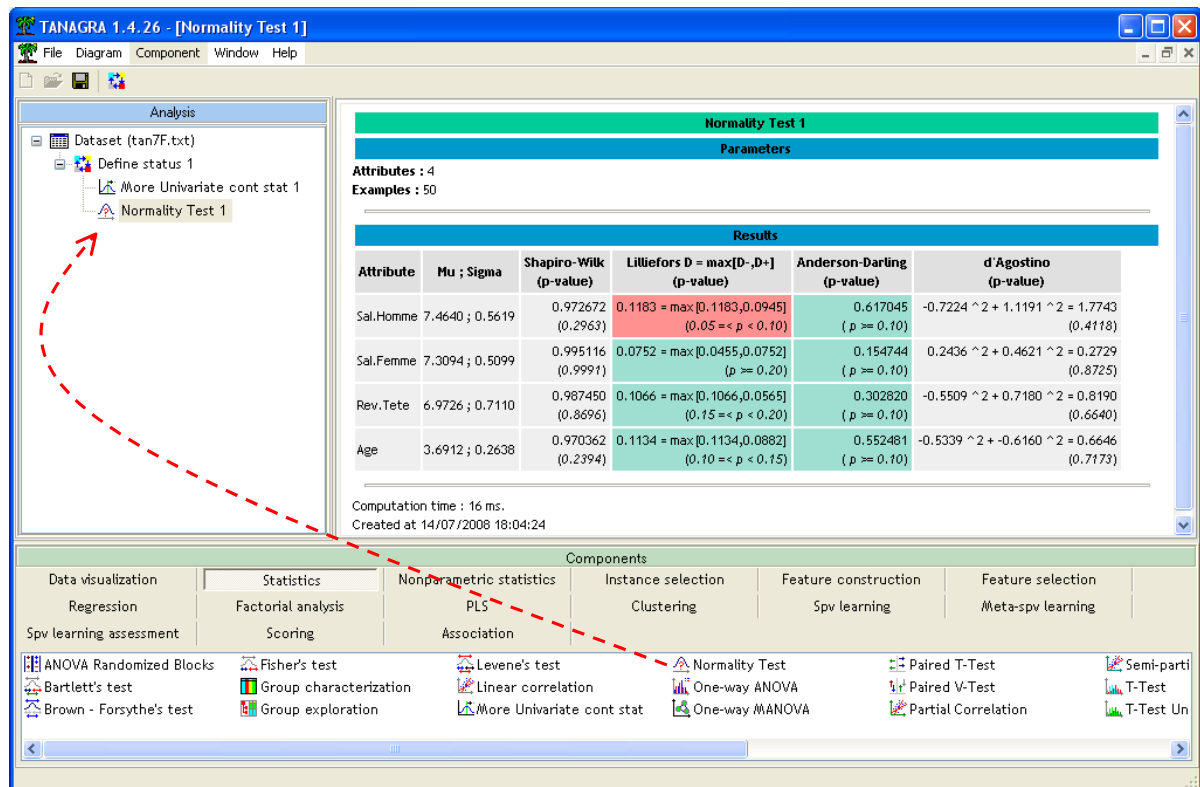 TANAGRA 1.4.26 - [Normality Test 1]
File Diagram Component Window Help
Analysis
Dataset (tan7F.txt)
Define status 1
More Univariate cont stat 1
Normality Test 1
Normality Test 1
Parameters
Attributes : 4
Examples : 50
Results
Attribute Mu ; Sigma Shapiro-Wilk (p-value) Lilliefors D = max[D-,D+] (p-value) Anderson-Darling (p-value) d'Agostino (p-value)
Sal.Homme 7.4640 ; 0.5619 0.972672 (0.2963) 0.1183 = max[0.1183,0.0945] (0.05 =< p < 0.10) 0.617045 ( p >= 0.10) -0.7224 ^ 2 + 1.1191 ^ 2 = 1.7743 (0.4118)
Sal.Femme 7.3094 ; 0.5099 0.995116 (0.9991) 0.0752 = max[0.0455,0.0752] (p >= 0.20) 0.154744 ( p >= 0.10) 0.2436 ^ 2 + 0.4621 ^ 2 = 0.2729 (0.8725)
Rev.Tete 6.9726 ; 0.7110 0.987450 (0.8696) 0.1066 = max[0.1066,0.0565] (0.15 =< p < 0.20) 0.302820 ( p >= 0.10) -0.5509 ^ 2 + 0.7180 ^ 2 = 0.8190 (0.6640)
Age 3.6912 ; 0.2638 0.970362 (0.2394) 0.1134 = max[0.1134,0.0882] (0.10 =< p < 0.15) 0.552481 ( p >= 0.10) -0.5339 ^ 2 + -0.6160 ^ 2 = 0.6646 (0.7173)
Computation time : 16 ms.
Created at 14/07/2008 18:04:24
Components
Data visualization Statistics Nonparametric statistics Instance selection Feature construction Feature selection
Regression Factorial analysis PLS Clustering Spv learning Meta-spv learning
Spv learning assessment Scoring Association
ANOVA Randomized Blocks Fisher's test Levene's test Normality Test Paired T-Test Semi-parti
Bartlett's test Group characterization Linear correlation One-way ANOVA Paired V-Test T-Test
Brown - Forsythe's test Group exploration More Univariate cont stat One-way MANOVA Partial Correlation T-Test Un